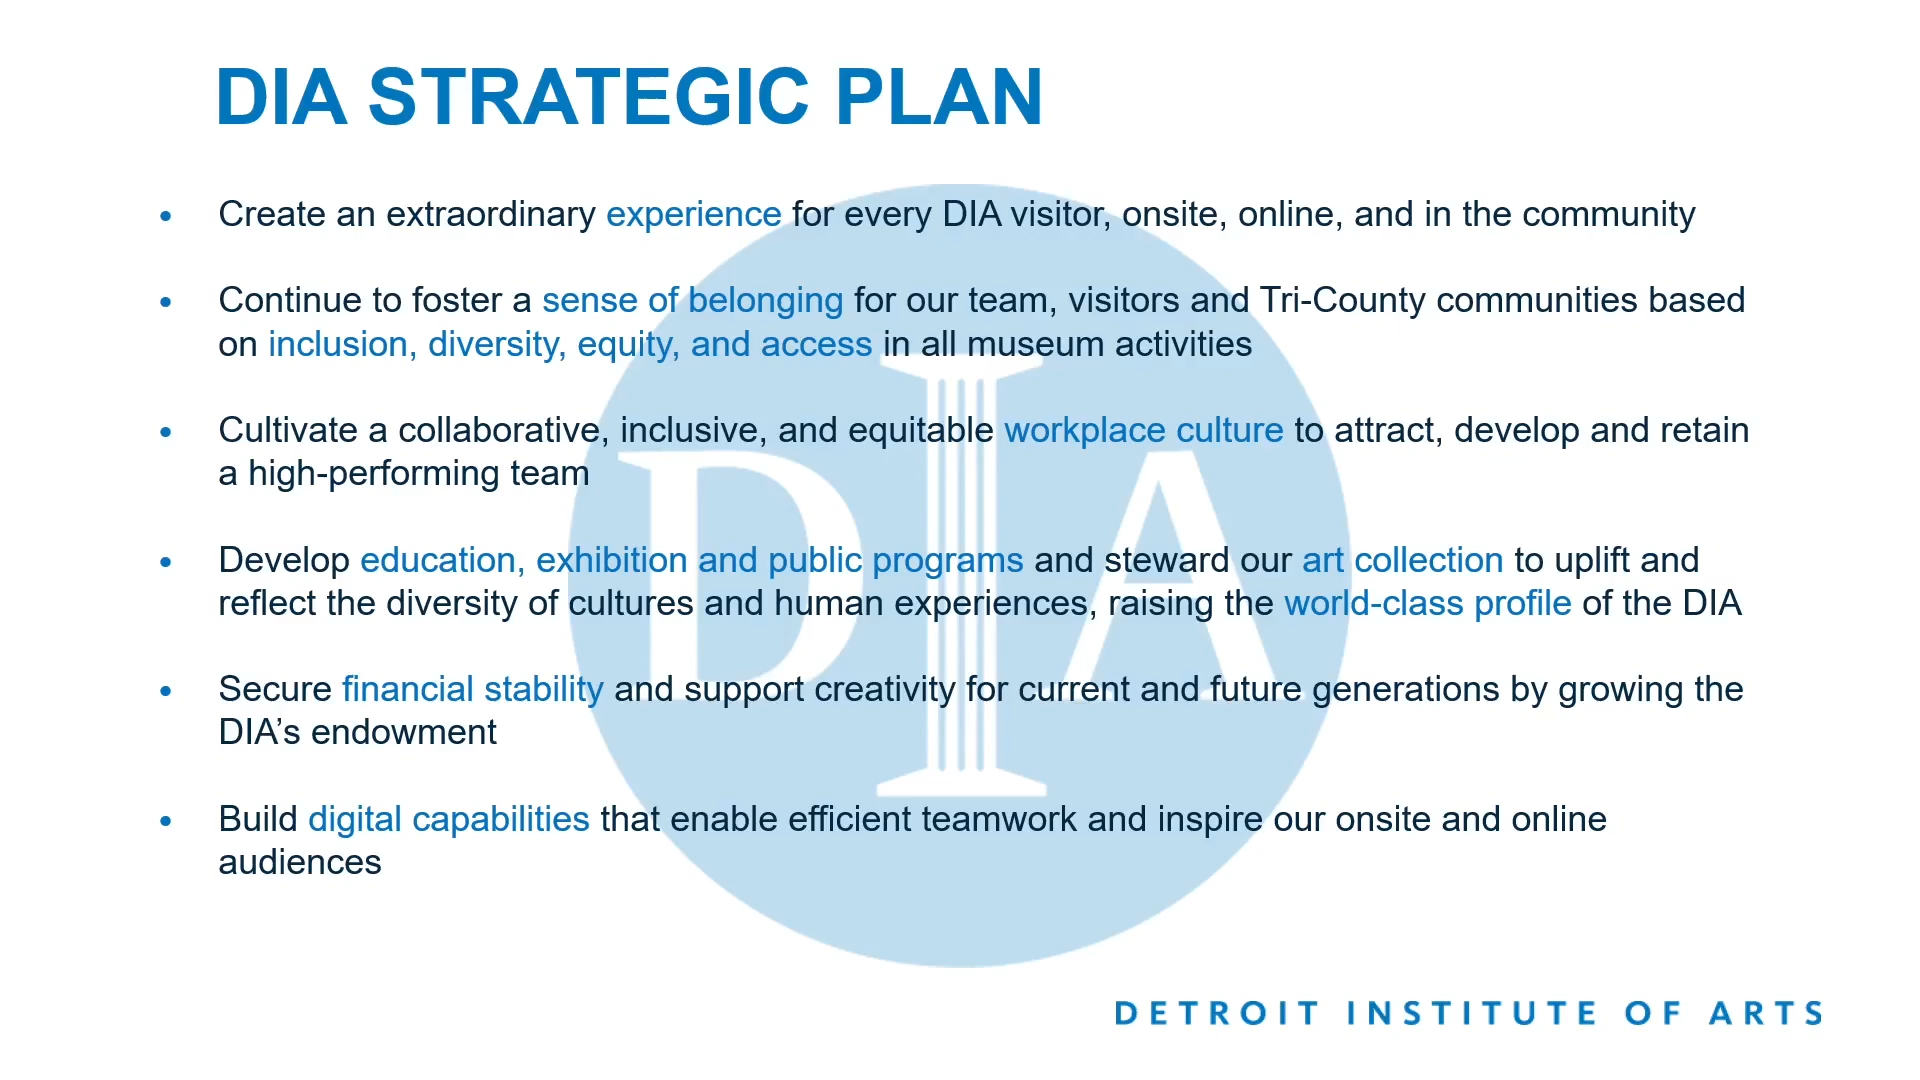 DIA STRATEGIC PLAN
• Create an extraordinary experience for every DIA visitor, onsite, online, and in the community
• Continue to foster a sense of belonging for our team, visitors and Tri-County communities based
on inclusion, diversity, equity, and access in all museum activities
• Cultivate a collaborative, inclusive, and equitable workplace culture to attract, develop and retain
a high-performing team
• Develop education, exhibition and public programs and steward our art collection to uplift and
reflect the diversity of cultures and human experiences, raising the world-class profile of the DIA
• Secure financial stability and support creativity for current and future generations by growing the
DIA’s endowment
• Build digital capabilities that enable efficient teamwork and inspire our onsite and online
audiences
DIA
DETROIT INSTITUTE OF ARTS